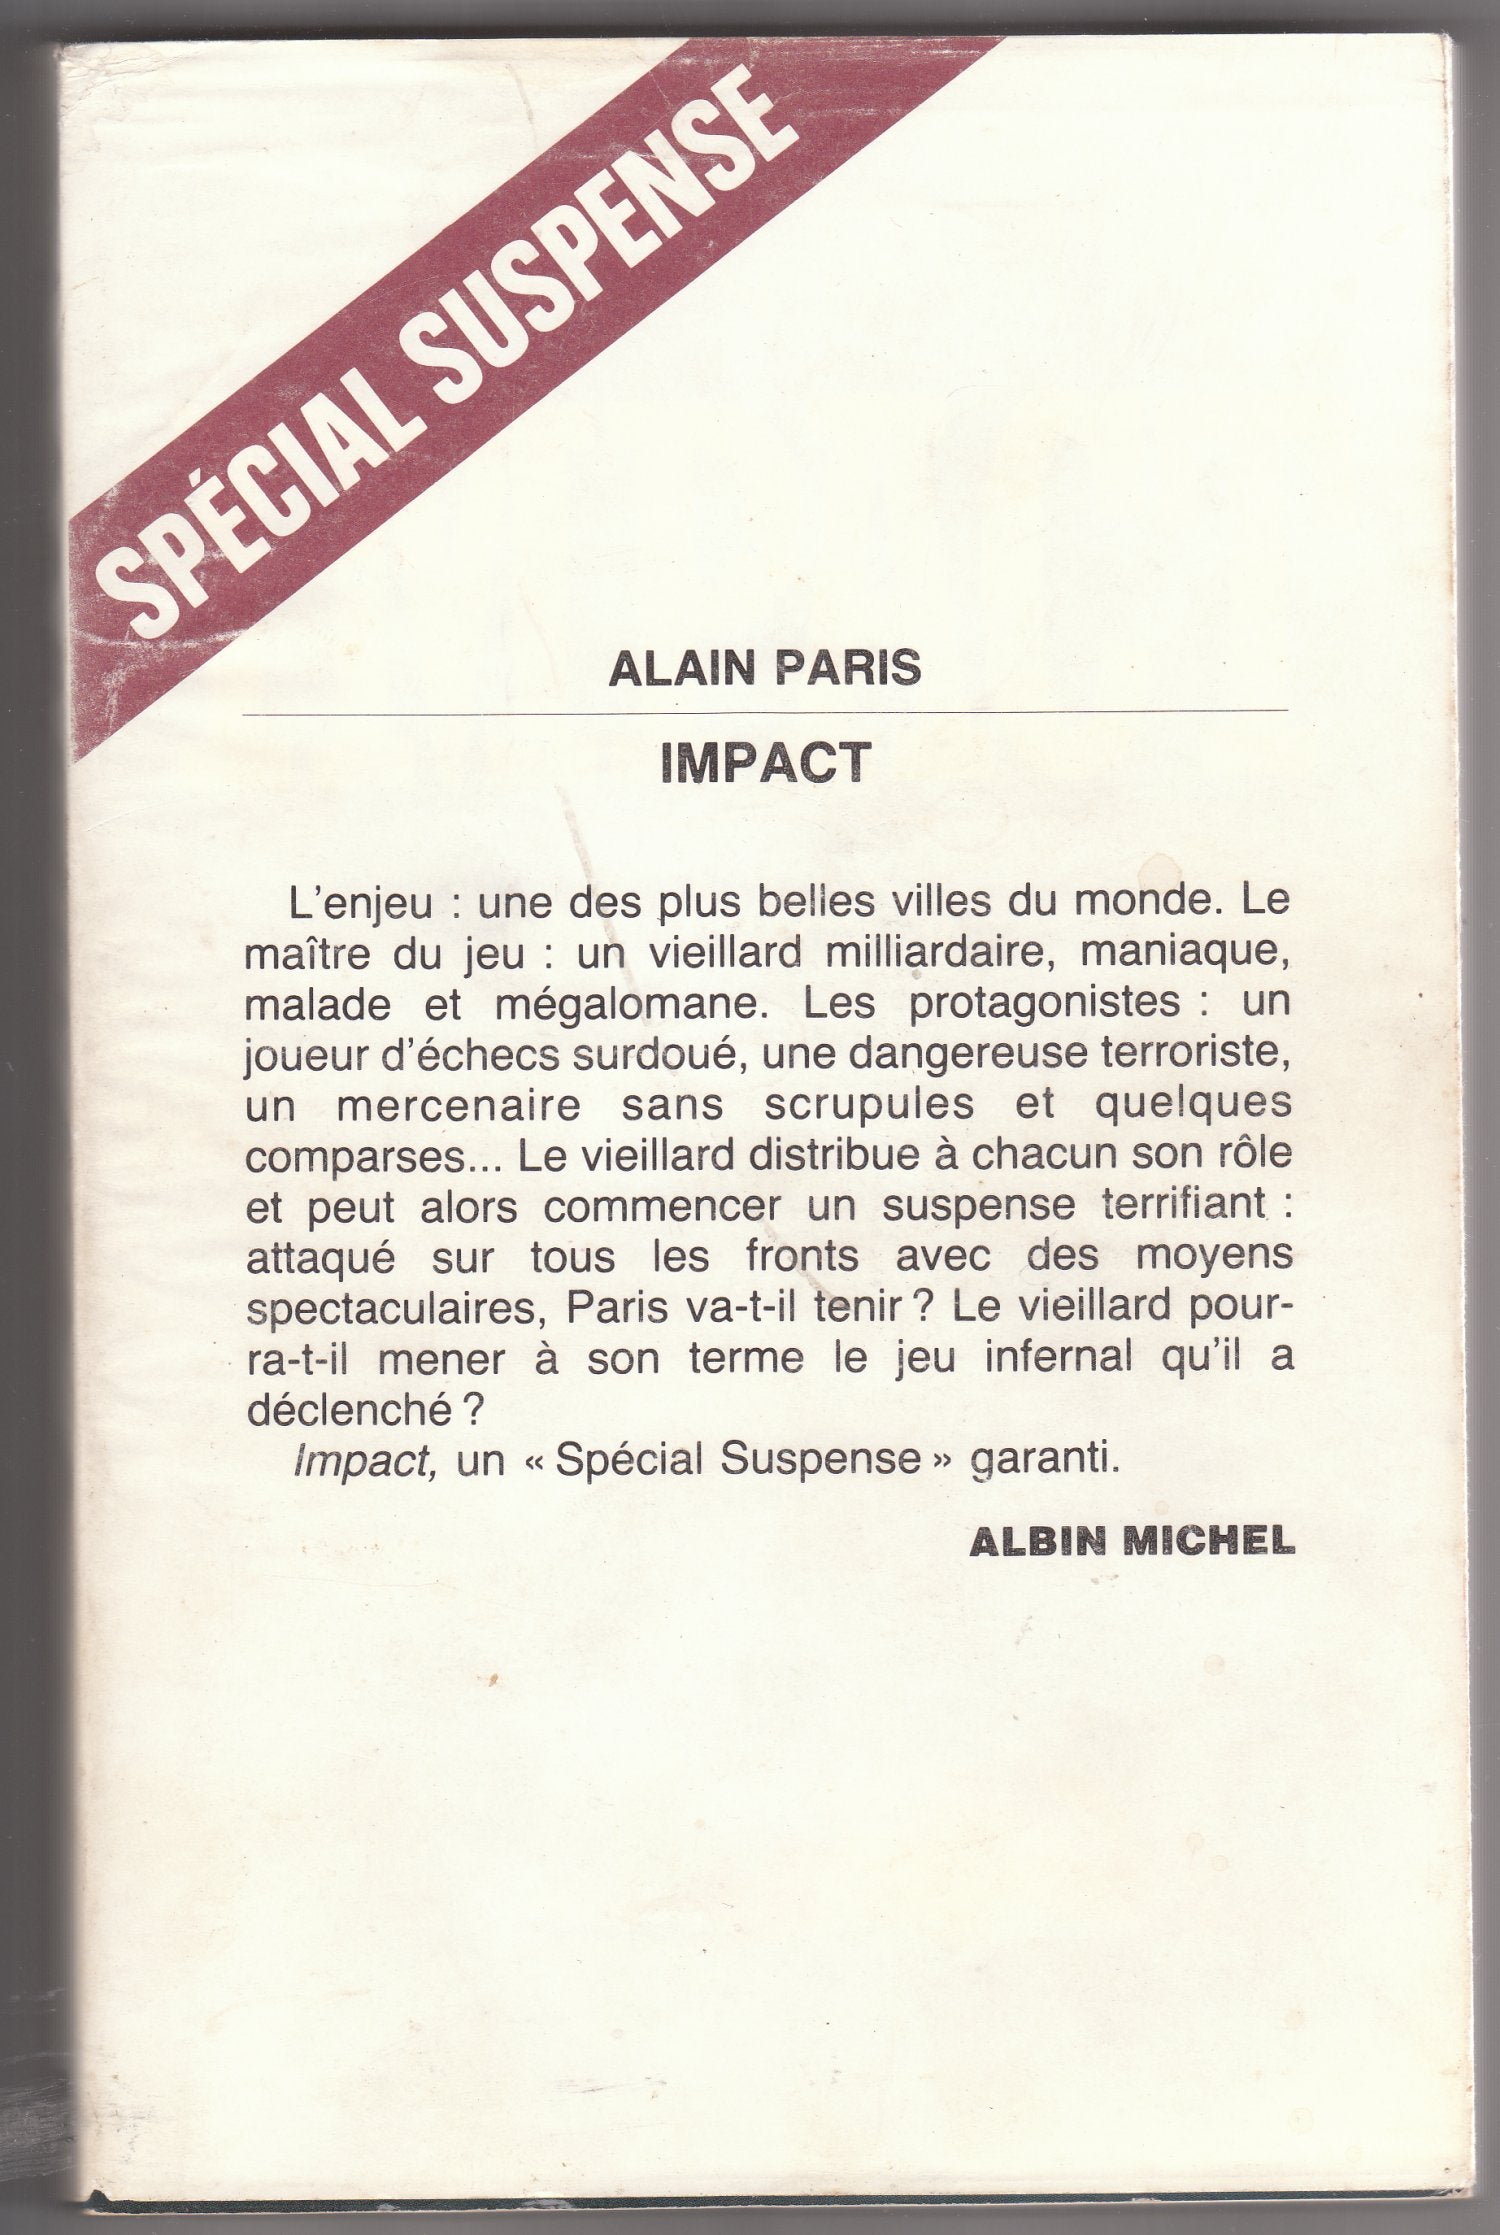 SPÉCIAL SUSPENSE
ALAIN PARIS
IMPACT
L'enjeu : une des plus belles villes du monde. Le
maître du jeu : un vieillard milliardaire, maniaque,
malade et mégalomane. Les protagonistes : un
joueur d'échecs surdoué, une dangereuse terroriste,
un mercenaire sans scrupules et quelques
comparses... Le vieillard distribue à chacun son rôle
et peut alors commencer un suspense terrifiant :
attaqué sur tous les fronts avec des moyens
spectaculaires, Paris va-t-il tenir ? Le vieillard pour-
ra-t-il mener à son terme le jeu infernal qu'il a
déclenché ?
Impact, un « Spécial Suspense » garanti.
ALBIN MICHEL